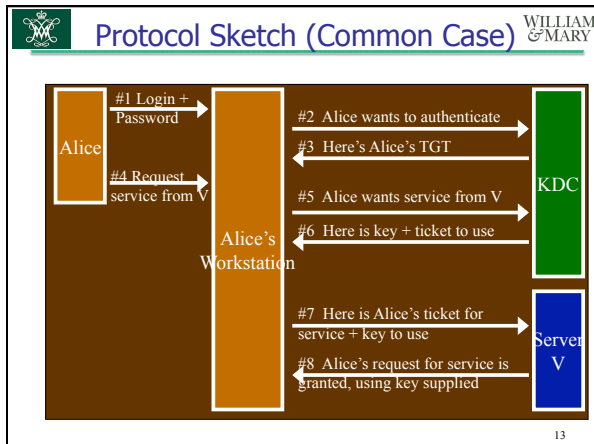 Protocol Sketch (Common Case)
WILLIAM
& MARY
#1 Login +
Password
Alice
#4 Request
service from V
Alice's
Workstation
#2 Alice wants to authenticate
#3 Here's Alice's TGT
#5 Alice wants service from V
#6 Here is key + ticket to use
KDC
#7 Here is Alice's ticket for
service + key to use
#8 Alice's request for service is
granted, using key supplied
Server
V
13